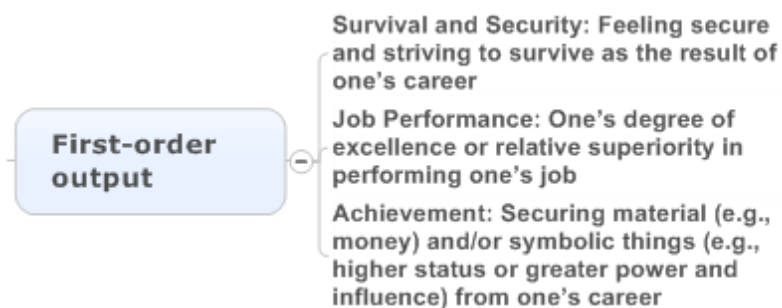 First-order
output
Survival and Security: Feeling secure
and striving to survive as the result of
one's career
Job Performance: One's degree of
excellence or relative superiority in
performing one's job
Achievement: Securing material (e.g.,
money) and/or symbolic things (e.g.,
higher status or greater power and
influence) from one's career